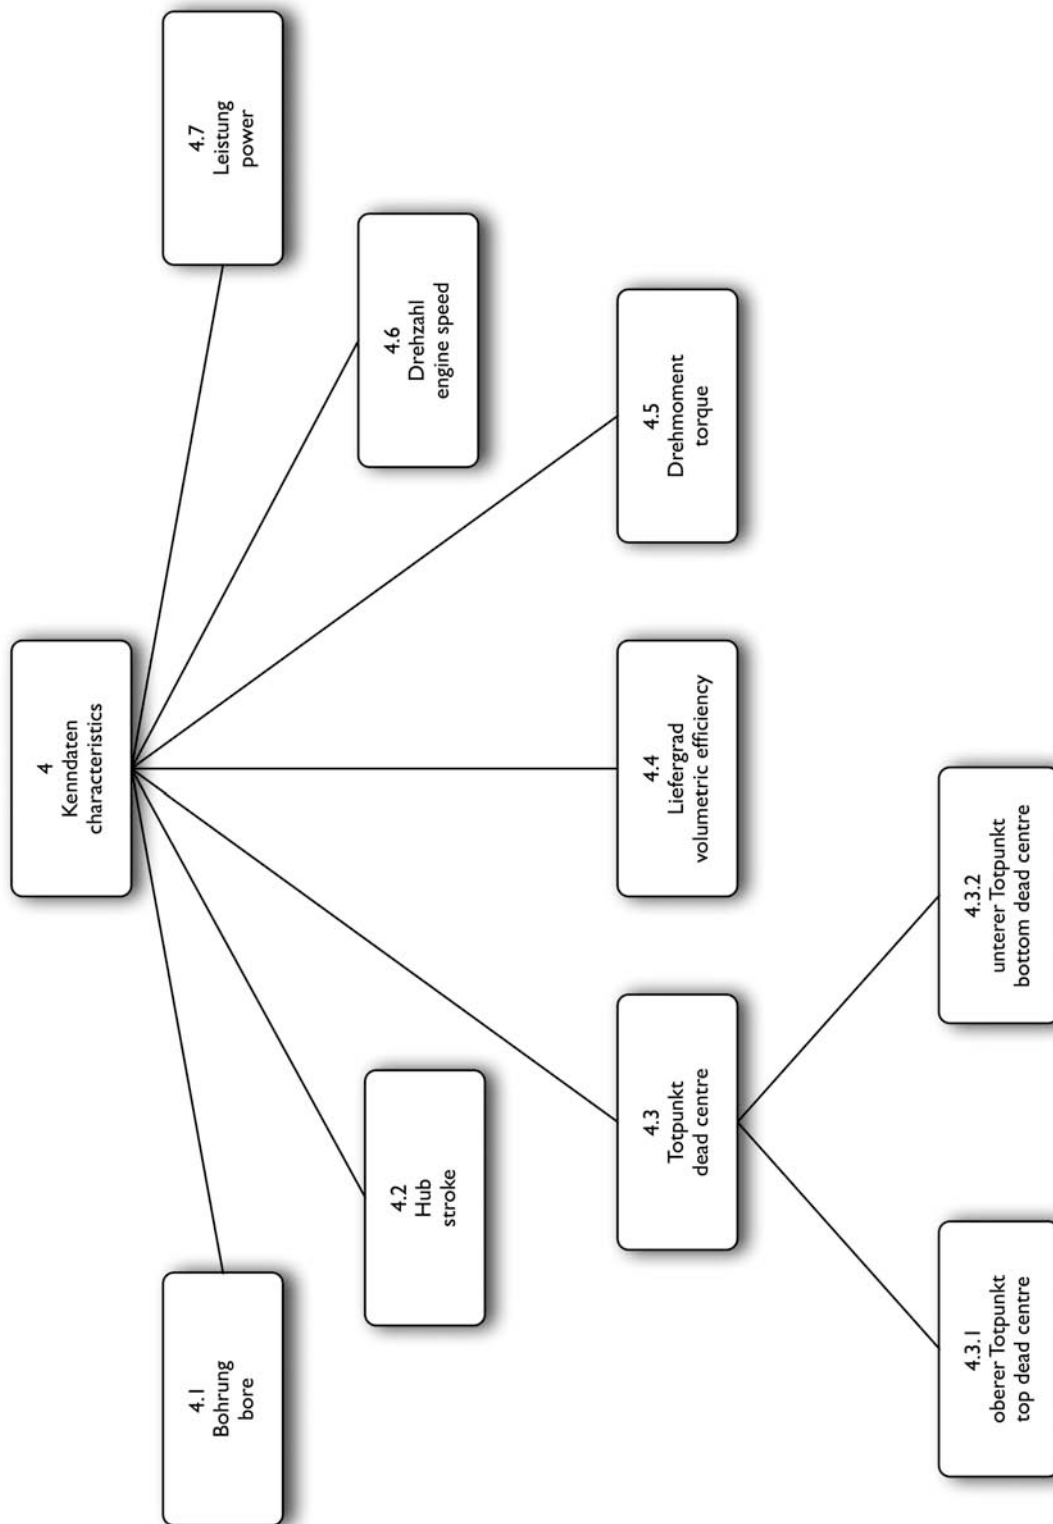 4
Kenndaten
characteristics
4.1
Bohrung
bore
4.2
Hub
stroke
4.3
Totpunkt
dead centre
4.3.1
oberer Totpunkt
top dead centre
4.3.2
unterer Totpunkt
bottom dead centre
4.4
Liefergrad
volumetric efficiency
4.5
Drehmoment
torque
4.6
Drehzahl
engine speed
4.7
Leistung
power